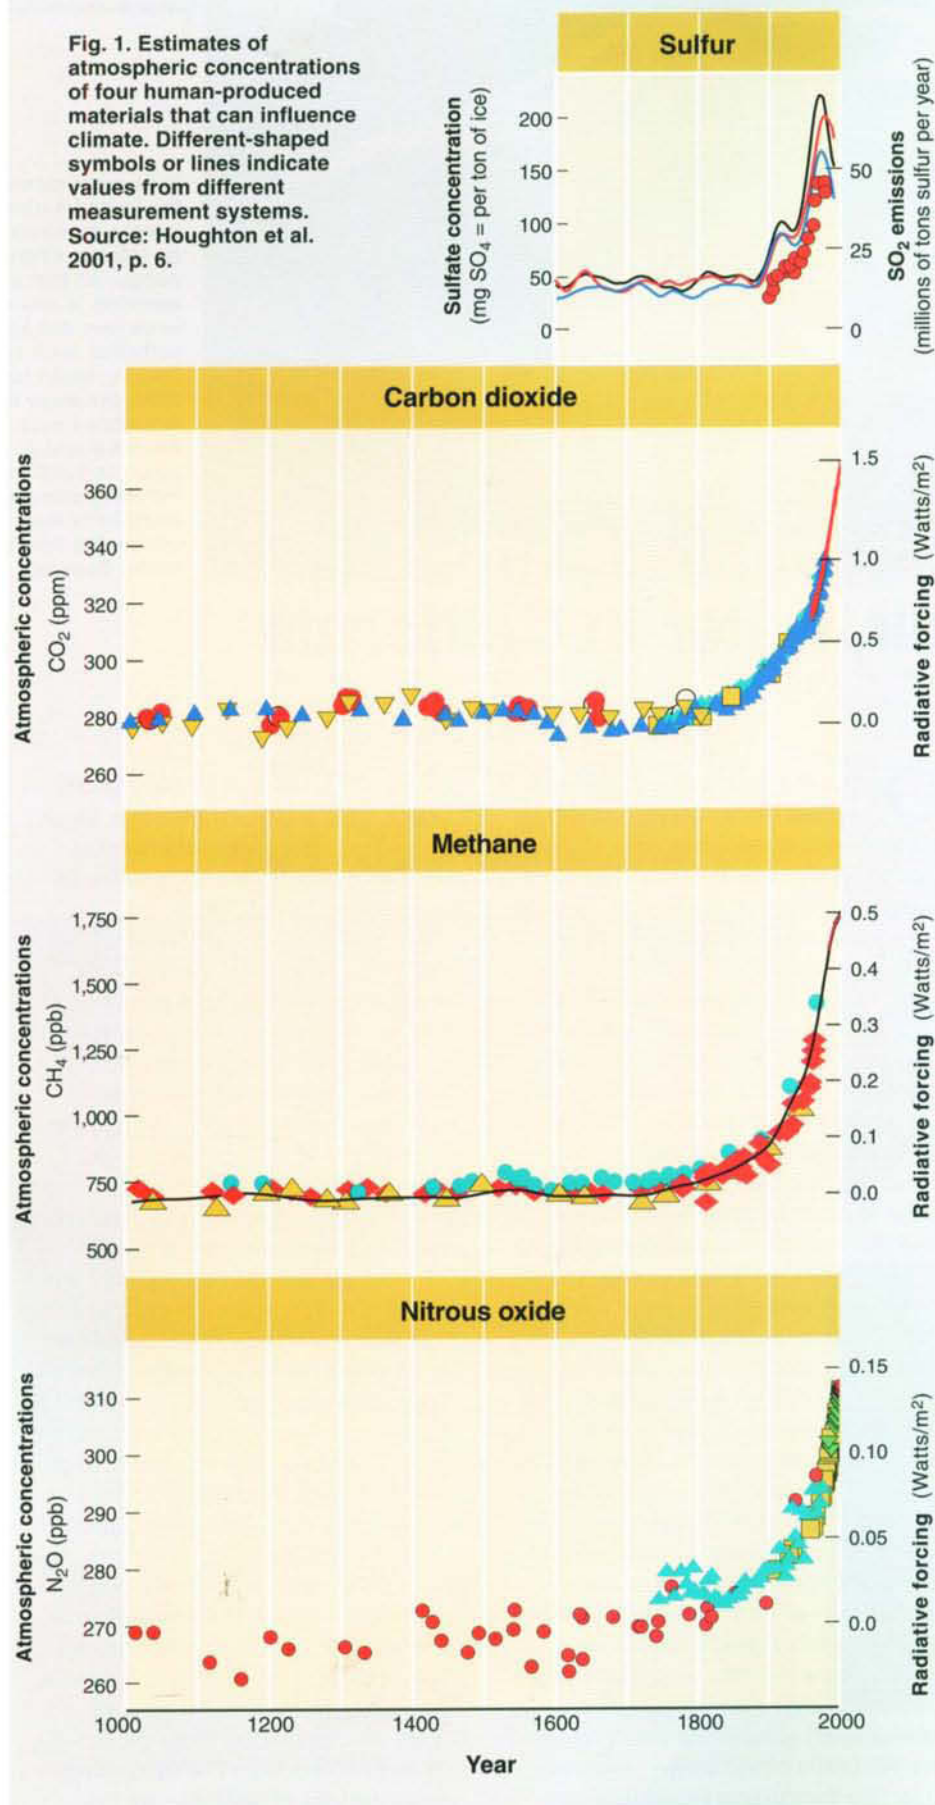 Fig. 1. Estimates of
atmospheric concentrations
of four human-produced
materials that can influence
climate. Different-shaped
symbols or lines indicate
values from different
measurement systems.
Source: Houghton et al.
2001, p. 6.
Sulfur
Sulfate concentration
(mg SO₄ = per ton of ice)
200
150
100
50
0
50
25
0
SO₂ emissions
(millions of tons sulfur per year)
Carbon dioxide
Atmospheric concentrations
CO₂ (ppm)
360
340
320
300
280
260
1.5
1.0
0.5
0.0
Radiative forcing (Watts/m²)
Methane
Atmospheric concentrations
CH₄ (ppb)
1,750
1,500
1,250
1,000
750
500
0.5
0.4
0.3
0.2
0.1
0.0
Radiative forcing (Watts/m²)
Nitrous oxide
Atmospheric concentrations
N₂O (ppb)
310
300
290
280
270
260
0.15
0.10
0.05
0.0
Radiative forcing (Watts/m²)
1000 1200 1400 1600 1800 2000
Year